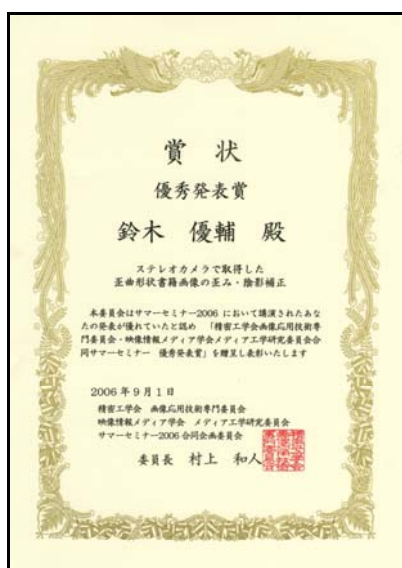 賞 状
優秀発表賞
鈴木 優輔 殿
ステレオカメラで取得した
歪曲形状書籍画像の歪み・陰影補正
本委員会はサマーセミナー2006 において講演されたあな
たの発表が優れていたと認め 「精密工学会画像応用技術専
門委員会・映像情報メディア学会メディア工学研究委員会合
同サマーセミナー 優秀発表賞」を贈呈し表彰いたします
2006年9月1日
精密工学会 画像応用技術専門委員会
映像情報メディア学会 メディア工学研究委員会
サマーセミナー2006 合同企画委員会
委員長 村上 和人